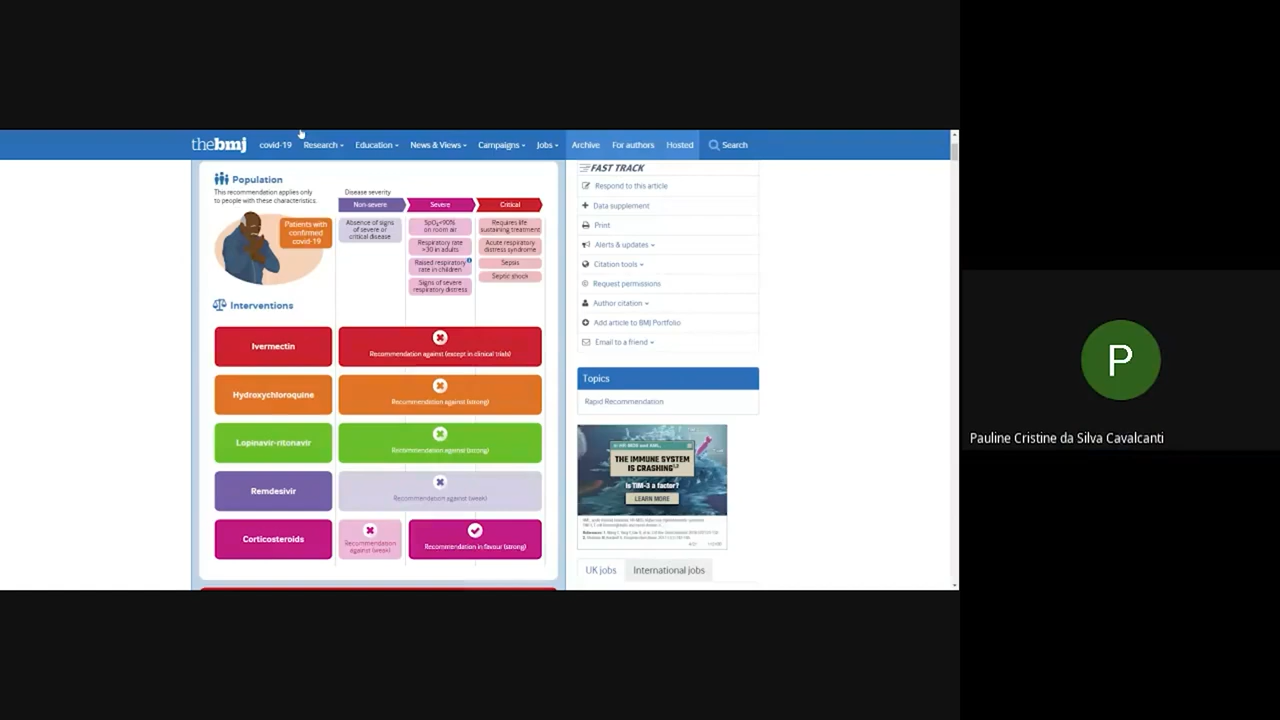 thebmj covid-19 Research Education News & Views Campaigns Jobs Archive For authors Hosted Search
Population
This recommendation applies only
to people with these characteristics.
Patients with
confirmed
covid-19
Disease severity
Non-severe Severe Critical
Absence of signs
of severe or
critical disease
SpO₂<90%
on room air
Respiratory rate
>30 in adults
Raised respiratory
rate in children
Signs of severe
respiratory distress
Requires life
sustaining treatment
Acute respiratory
distress syndrome
Sepsis
Septic shock
Interventions
Ivermectin
Recommendation against (except in clinical trials)
Hydroxychloroquine
Recommendation against (strong)
Lopinavir-ritonavir
Recommendation against (strong)
Remdesivir
Recommendation against (weak)
Corticosteroids
Recommendation
against (weak)
Recommendation in favour (strong)
FAST TRACK
Respond to this article
Data supplement
Print
Alerts & updates
Citation tools
Request permissions
Author citation
Add article to BMJ Portfolio
Email to a friend
Topics
Rapid Recommendation
THE IMMUNE SYSTEM
IS CRASHING
Is TIM-3 a factor?
LEARN MORE
UK jobs International jobs
P
Pauline Cristine da Silva Cavalcanti